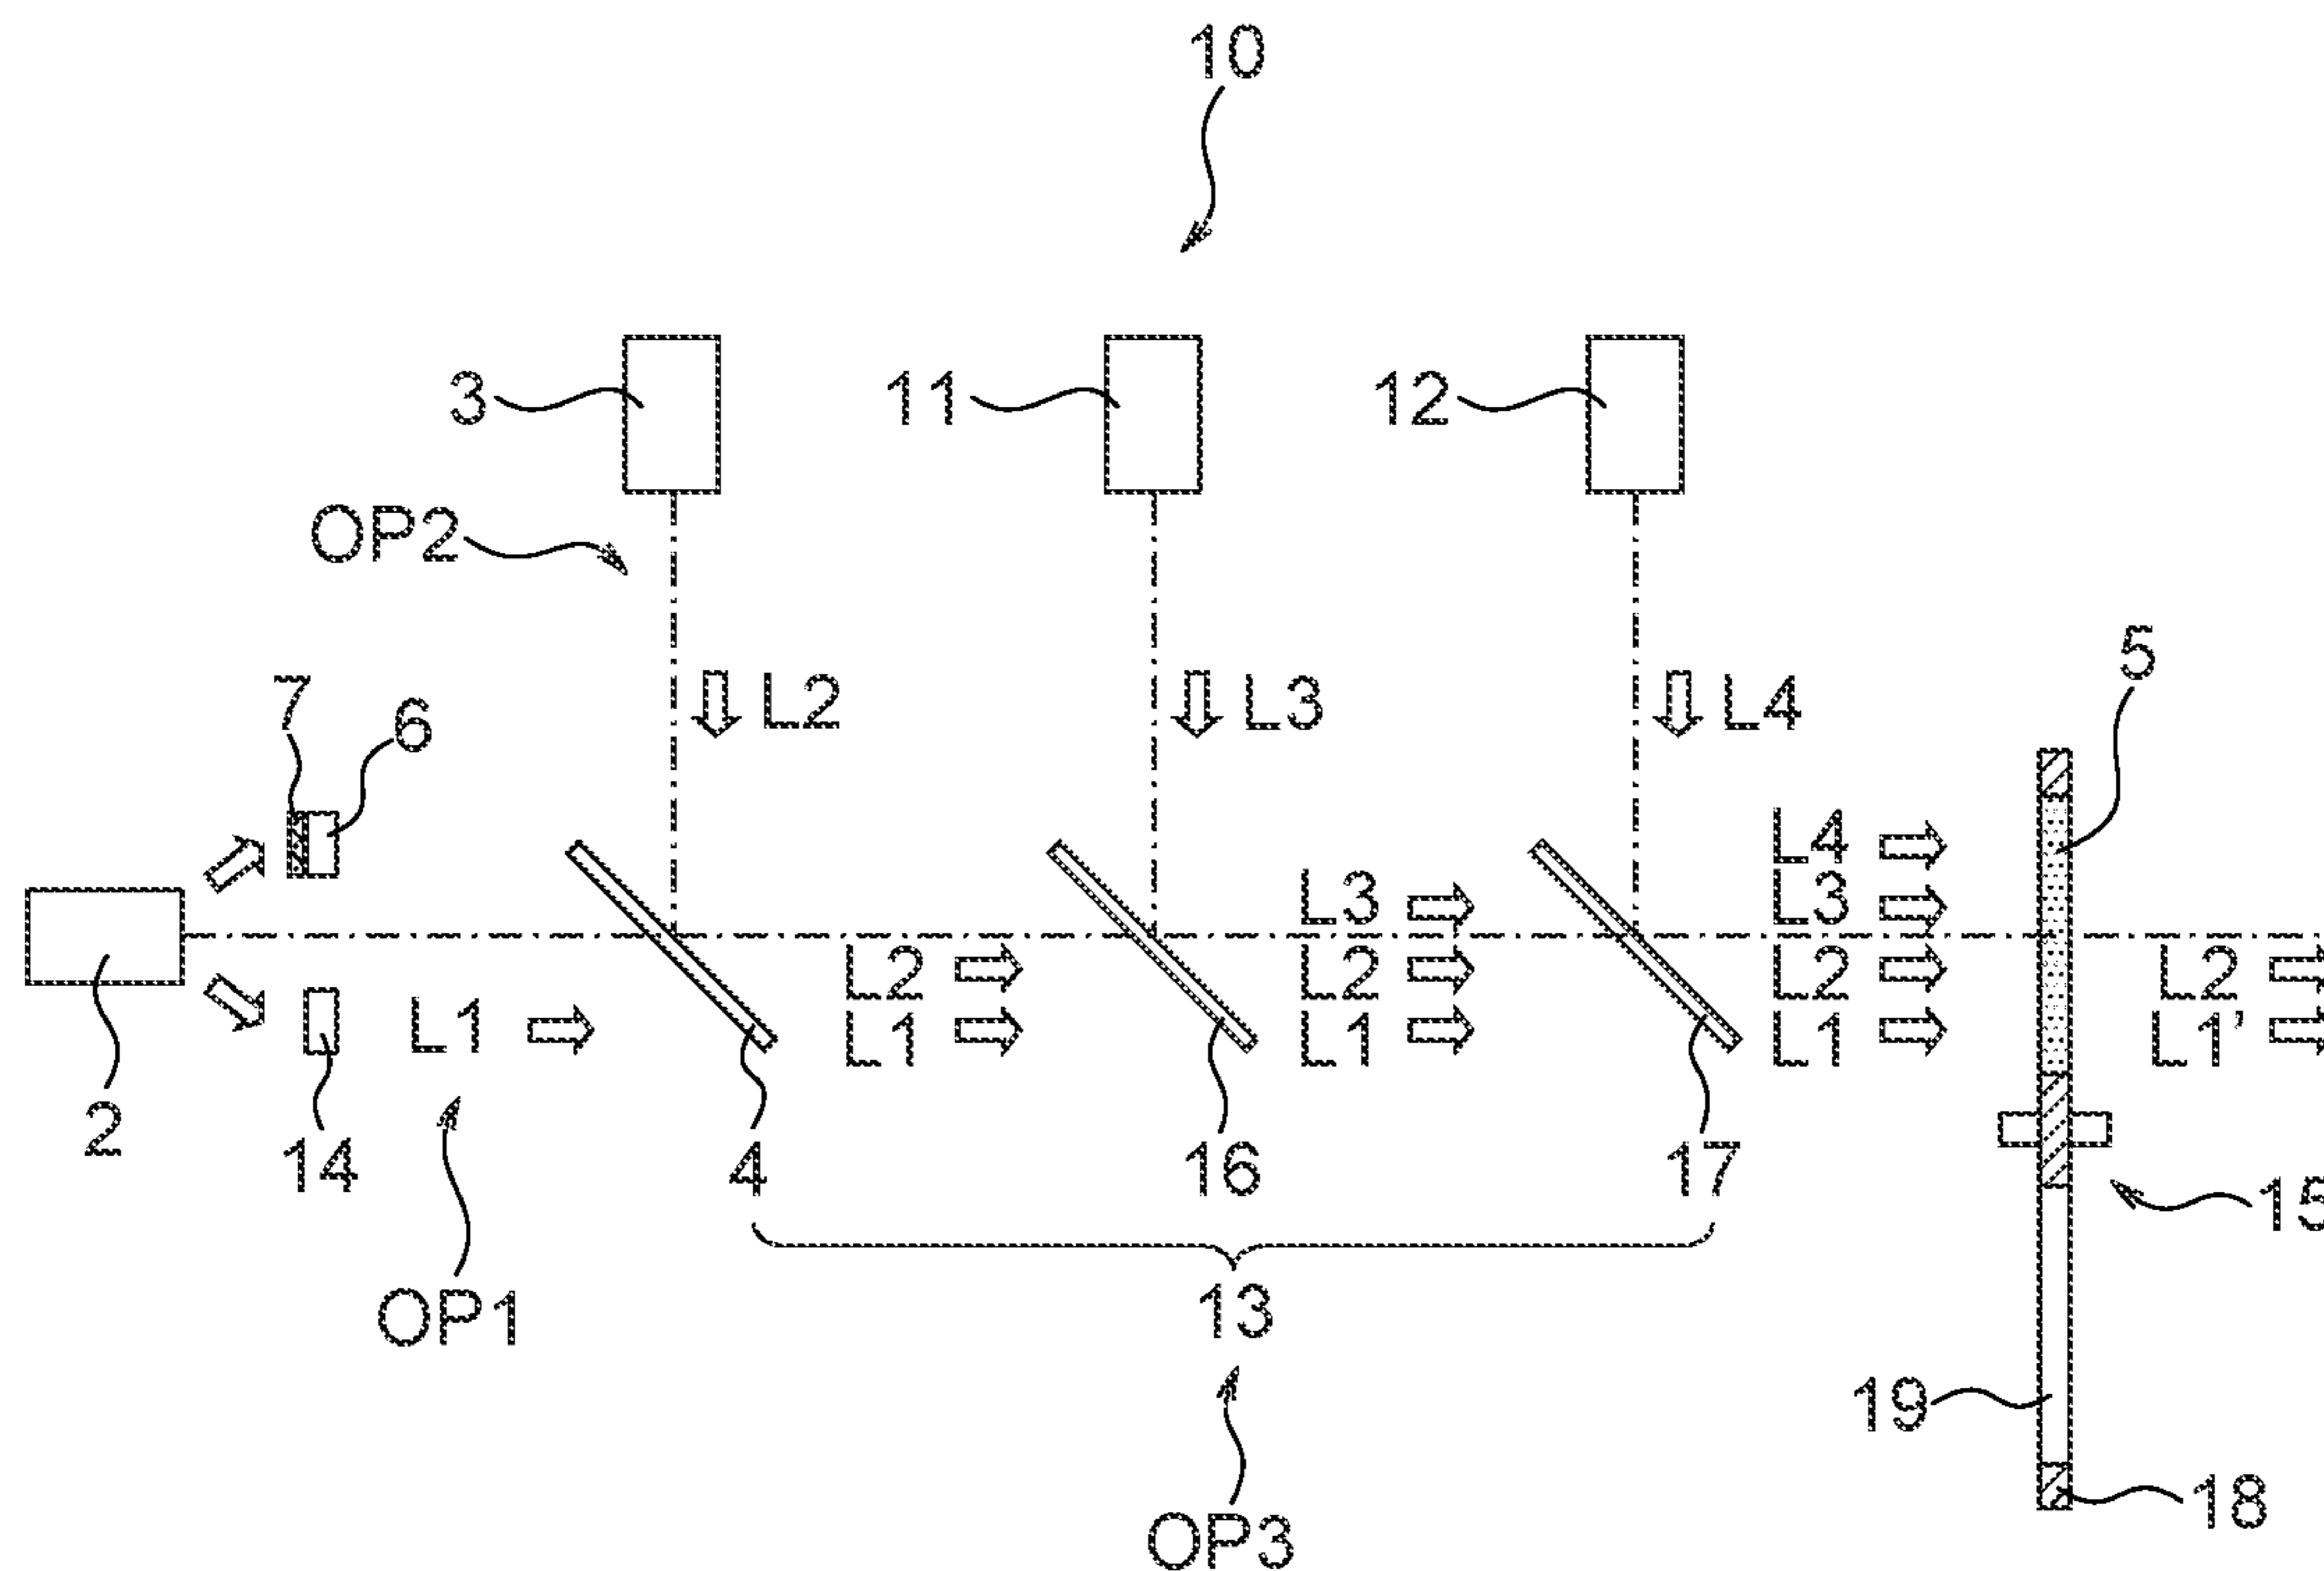 10
3 11 12
OP2
7 6 L2 L3 L4 5
L4
L3 L3
L2 L2 L2 L2
L1 L1 L1 L1 L1’
2 14 4 16 17 15
OP1 13
19
OP3 18